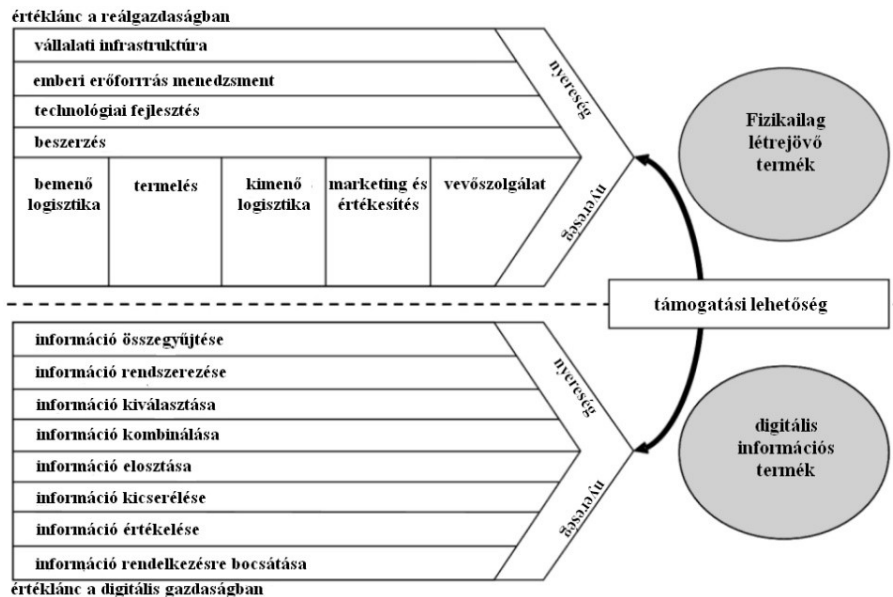 értéklánc a reálgazdaságban
vállalati infrastruktúra
emberi erőforrás menedzsment
technológiai fejlesztés
beszerzés
bemenő
logisztika
termelés
kimenő
logisztika
marketing és
értékesítés
vevőszolgálat
nyereség
nyereség
Fizikailag
létrejövő
termék
támogatási lehetőség
információ összegyűjtése
információ rendszerezése
információ kiválasztása
információ kombinálása
információ elosztása
információ kicserélése
információ értékelése
információ rendelkezésre bocsátása
nyereség
nyereség
digitális
információs
termék
értéklánc a digitális gazdaságban